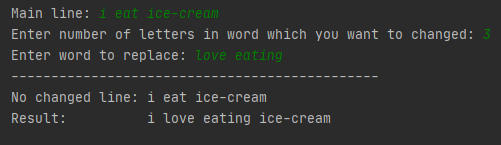 Main line: i eat ice-cream
Enter number of letters in word which you want to changed: 3
Enter word to replace: love eating
----------------------------------------------
No changed line: i eat ice-cream
Result:          i love eating ice-cream